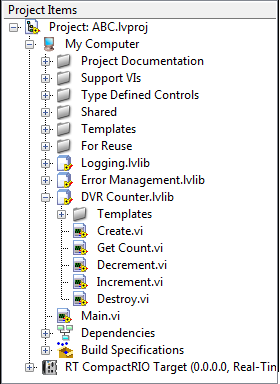 Project Items
Project: ABC.lvproj
My Computer
Project Documentation
Support VIs
Type Defined Controls
Shared
Templates
For Reuse
Logging.lvlib
Error Management.lvlib
DVR Counter.lvlib
Templates
Create.vi
Get Count.vi
Decrement.vi
Increment.vi
Destroy.vi
Main.vi
Dependencies
Build Specifications
RT CompactRIO Target (0.0.0.0, Real-Tin